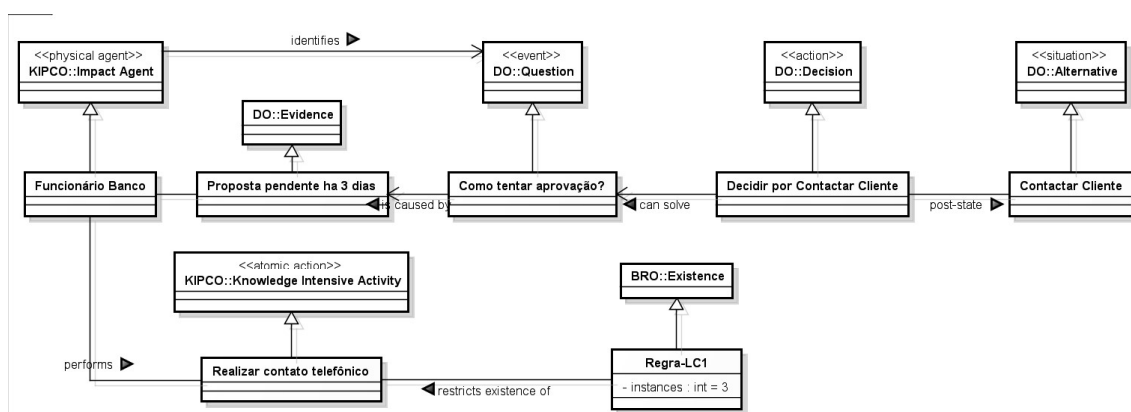 identifies
<<physical agent>>
KIPCO::Impact Agent
<<event>>
DO::Question
<<action>>
DO::Decision
<<situation>>
DO::Alternative
DO::Evidence
Funcionário Banco
Proposta pendente ha 3 dias
Como tentar aprovação?
Decidir por Contactar Cliente
Contactar Cliente
is caused by
can solve
post-state
<<atomic action>>
KIPCO::Knowledge Intensive Activity
BRO::Existence
performs
Realizar contato telefônico
restricts existence of
Regra-LC1
- instances : int = 3